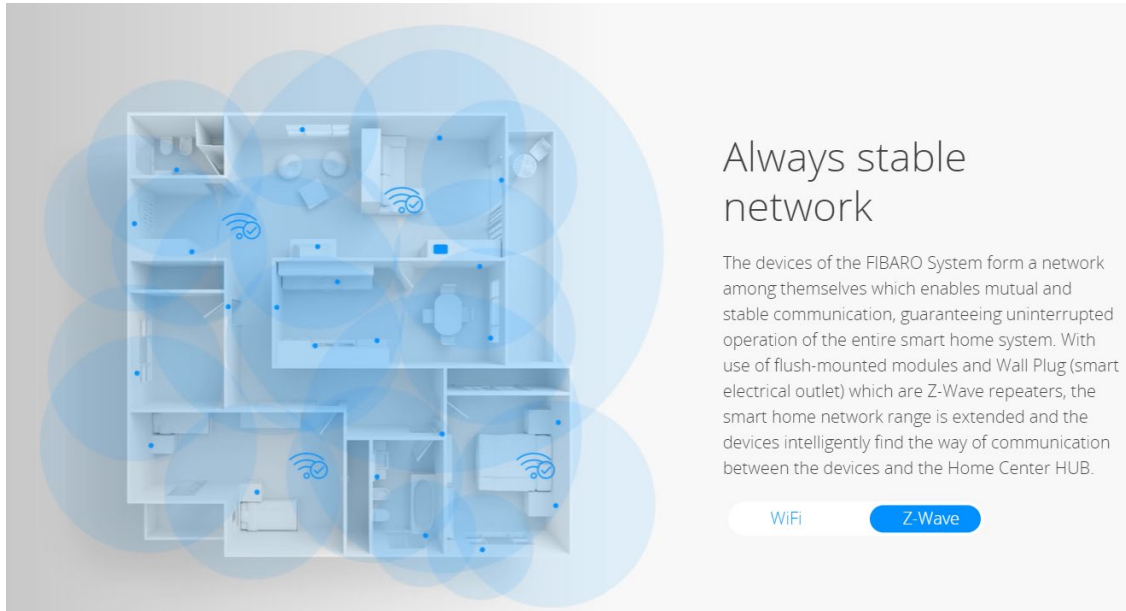 Always stable
network
The devices of the FIBARO System form a network
among themselves which enables mutual and
stable communication, guaranteeing uninterrupted
operation of the entire smart home system. With
use of flush-mounted modules and Wall Plug (smart
electrical outlet) which are Z-Wave repeaters, the
smart home network range is extended and the
devices intelligently find the way of communication
between the devices and the Home Center HUB.
WiFi Z-Wave